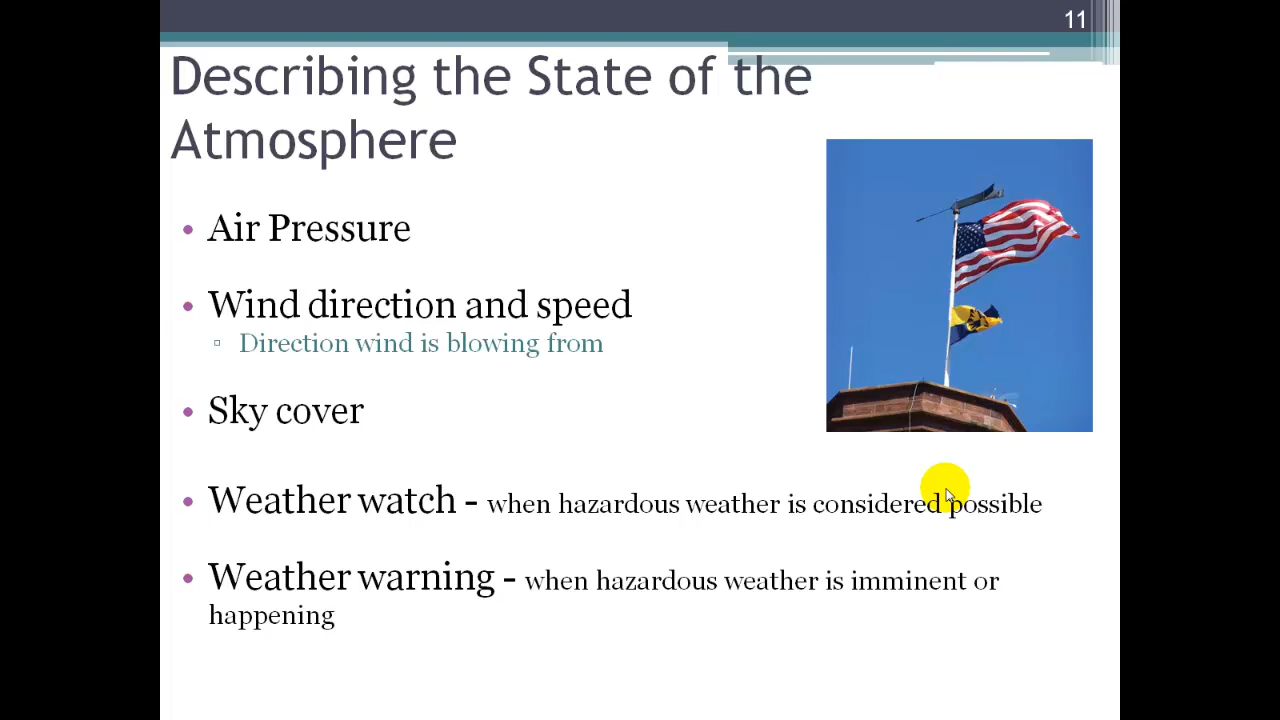 11
Describing the State of the
Atmosphere
• Air Pressure
• Wind direction and speed
▫ Direction wind is blowing from
• Sky cover
• Weather watch - when hazardous weather is considered possible
• Weather warning - when hazardous weather is imminent or
happening